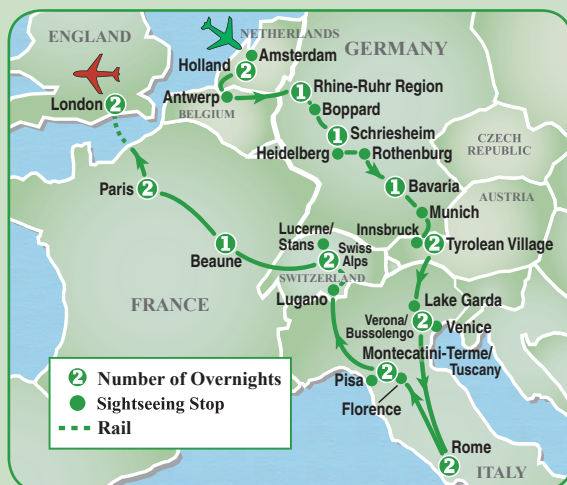 ENGLAND
NETHERLANDS
Amsterdam
GERMANY
Holland
2
London 2
Antwerp
BELGIUM
1 Rhine-Ruhr Region
Boppard
1 Schriesheim
Heidelberg
Rothenburg
CZECH
REPUBLIC
Paris 2
1 Bavaria
AUSTRIA
Munich
Innsbruck
2 Tyrolean Village
Lucerne/
Stans
1
Beaune
2
Swiss
Alps
SWITZERLAND
Lugano
FRANCE
Lake Garda
Verona/
Bussolengo
2
Venice
Montecatini-Terme/
Tuscany
2
Pisa
Florence
Rome
2
ITALY
2 Number of Overnights
Sightseeing Stop
Rail